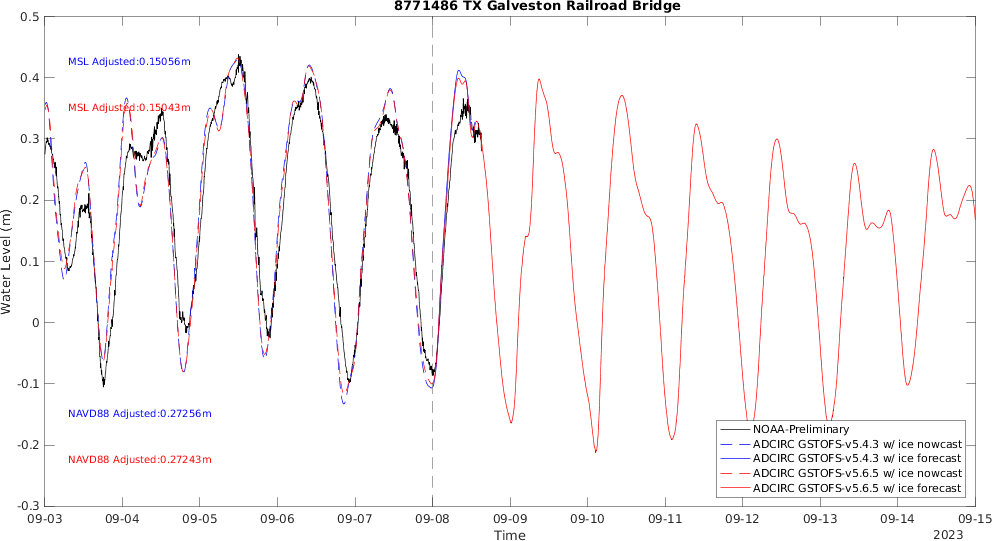 8771486 TX Galveston Railroad Bridge
0.5
0.4
0.3
0.2
0.1
0
-0.1
-0.2
-0.3
Water Level (m)
MSL Adjusted:0.15056m
MSL Adjusted:0.15043m
NAVD88 Adjusted:0.27256m
NAVD88 Adjusted:0.27243m
NOAA-Preliminary
ADCIRC GSTOFS-v5.4.3 w/ ice nowcast
ADCIRC GSTOFS-v5.4.3 w/ ice forecast
ADCIRC GSTOFS-v5.6.5 w/ ice nowcast
ADCIRC GSTOFS-v5.6.5 w/ ice forecast
09-03 09-04 09-05 09-06 09-07 09-08 09-09 09-10 09-11 09-12 09-13 09-14 09-15
Time
2023